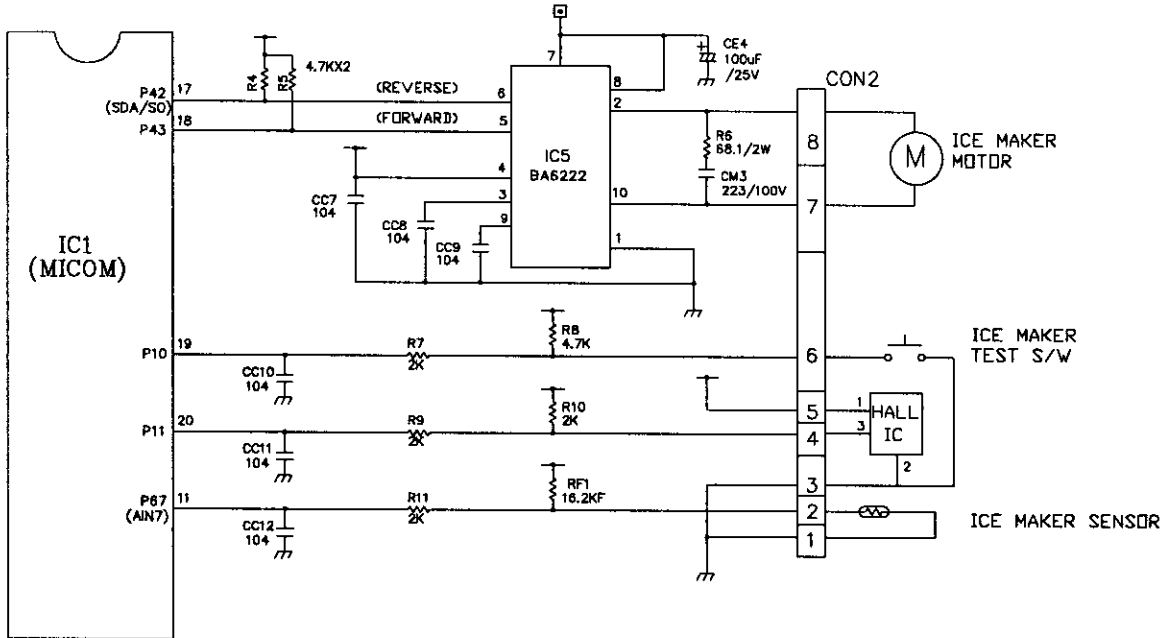 CE4
100uF
/25V
7
4.7KX2
R4
R5
CON2
P42
17
(SDA/SO)
(REVERSE)
6
8
2
P43
18
(FORWARD)
5
R6
68.1/2W
8
ICE MAKER
MOTOR
M
IC5
BA6222
4
CM3
223/100V
3
10
7
CC7
104
9
CC8
104
CC9
104
1
IC1
(MICOM)
R8
4.7K
ICE MAKER
TEST S/W
P10
19
R7
2K
6
CC10
104
R10
2K
5
1
HALL
IC
P11
20
R9
2K
4
3
CC11
104
2
3
RF1
16.2KF
P67
(AIN7)
11
R11
2K
2
ICE MAKER SENSOR
CC12
104
1